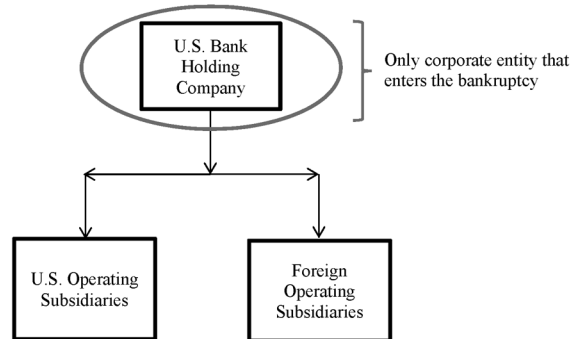 U.S. Bank
Holding
Company
Only corporate entity that
enters the bankruptcy
U.S. Operating
Subsidiaries
Foreign
Operating
Subsidiaries